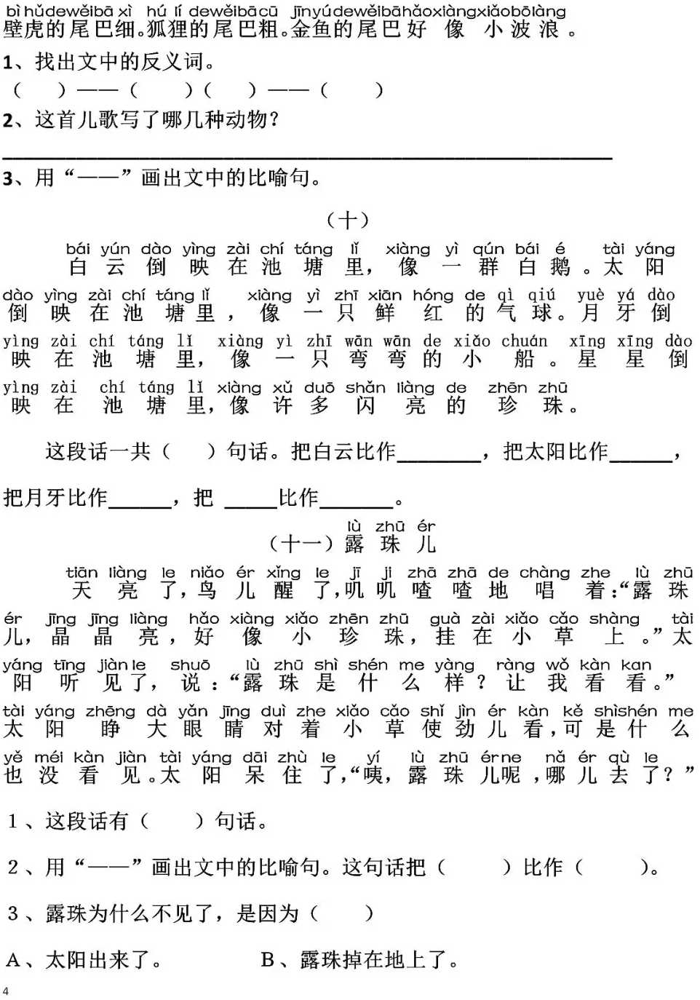 bì hǔdewěibā xì hú lí dewěibācū jīnyúdewěibāhǎoxiàngxiǎobōlàng
壁虎的尾巴细。狐狸的尾巴粗。金鱼的尾巴好像小波浪。
1、找出文中的反义词。
（ ）——（ ）（ ）——（ ）
2、这首儿歌写了哪几种动物？
3、用“——”画出文中的比喻句。
（十）
bái yún dào yìng zài chí táng lǐ xiàng yì qún bái é tài yáng
白云倒映在池塘里，像一群白鹅。太阳
dào yìng zài chí táng lǐ xiàng yì zhī xiān hóng de qì qiú yuè yá dào
倒映在池塘里，像一只鲜红的气球。月牙倒
yìng zài chí táng lǐ xiàng yì zhī wān wān de xiǎo chuán xīng xīng dào
映在池塘里，像一只弯弯的小船。星星倒
yìng zài chí táng lǐ xiàng xǔ duō shǎn liàng de zhēn zhū
映在池塘里，像许多闪亮的珍珠。
这段话一共（ ）句话。把白云比作________，把太阳比作______，
把月牙比作______，把 _____比作_______。
lù zhū ér
（十一）露珠儿
tiān liàng le niǎo ér xǐng le jī ji zhā zhā de chàng zhe lù zhū
天亮了，鸟儿醒了，叽叽喳喳地唱着：“露珠
ér jīng jīng liàng hǎo xiàng xiǎo zhēn zhū guà zài xiǎo cǎo shàng tài
儿，晶晶亮，好像小珍珠，挂在小草上。”太
yáng tīng jiàn le shuō lù zhū shì shén me yàng ràng wǒ kàn kan
阳听见了，说：“露珠是什么样？让我看看。”
tài yáng zhēng dà yǎn jīng duì zhe xiǎo cǎo shǐ jìn ér kàn kě shìshén me
太阳睁大眼睛对着小草使劲儿看，可是什么
yě méi kàn jiàn tài yáng dāi zhù le yí lù zhū érne nǎ ér qù le
也没看见。太阳呆住了，“咦，露珠儿呢，哪儿去了？”
1、这段话有（ ）句话。
2、用“——”画出文中的比喻句。这句话把（ ）比作（ ）。
3、露珠为什么不见了，是因为（ ）
A、太阳出来了。 B、露珠掉在地上了。
4